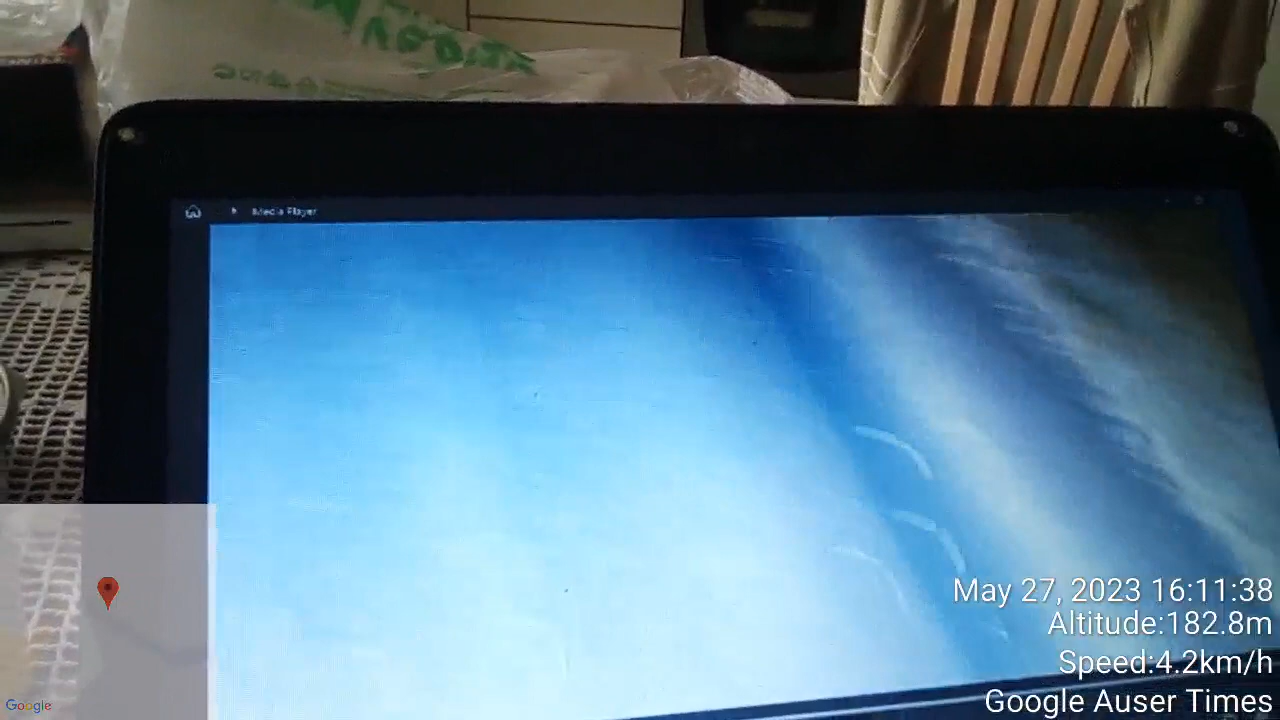 Media Player
May 27, 2023 16:11:38
Altitude:182.8m
Speed:4.2km/h
Google Auser Times
Google